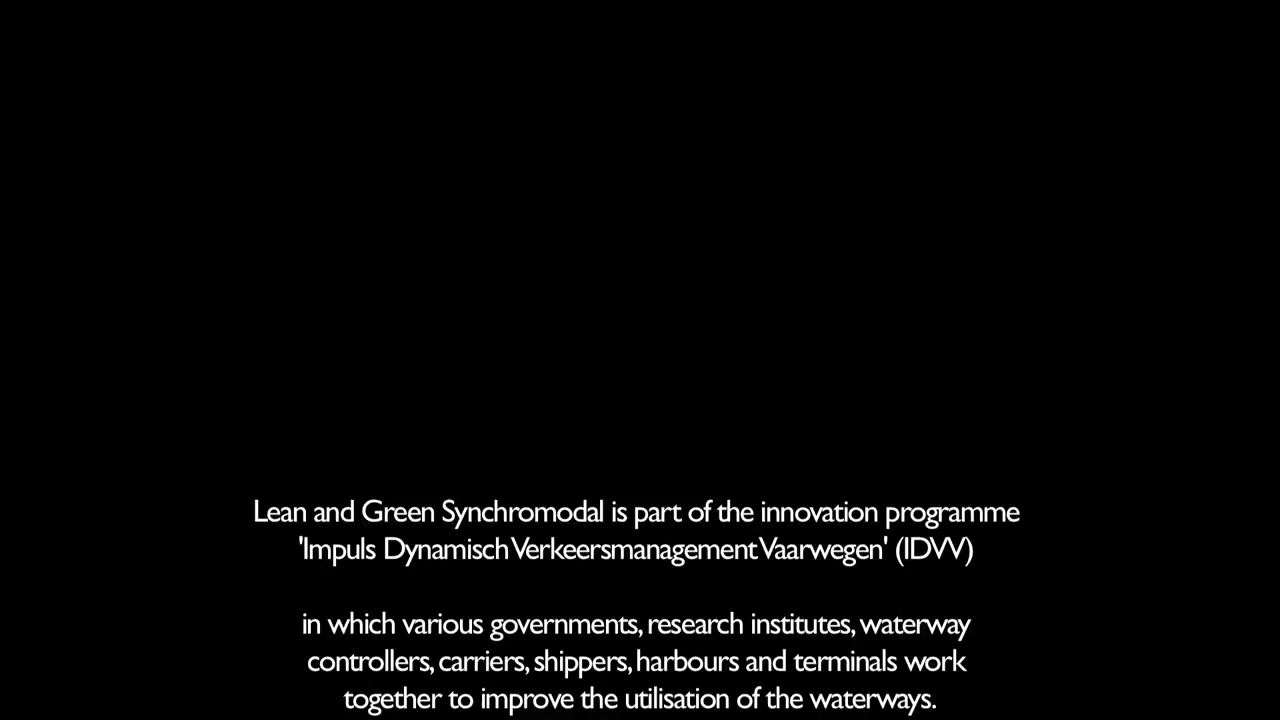 Lean and Green Synchromodal is part of the innovation programme
'Impuls Dynamisch Verkeersmanagement Vaarwegen' (IDVV)
in which various governments, research institutes, waterway
controllers, carriers, shippers, harbours and terminals work
together to improve the utilisation of the waterways.